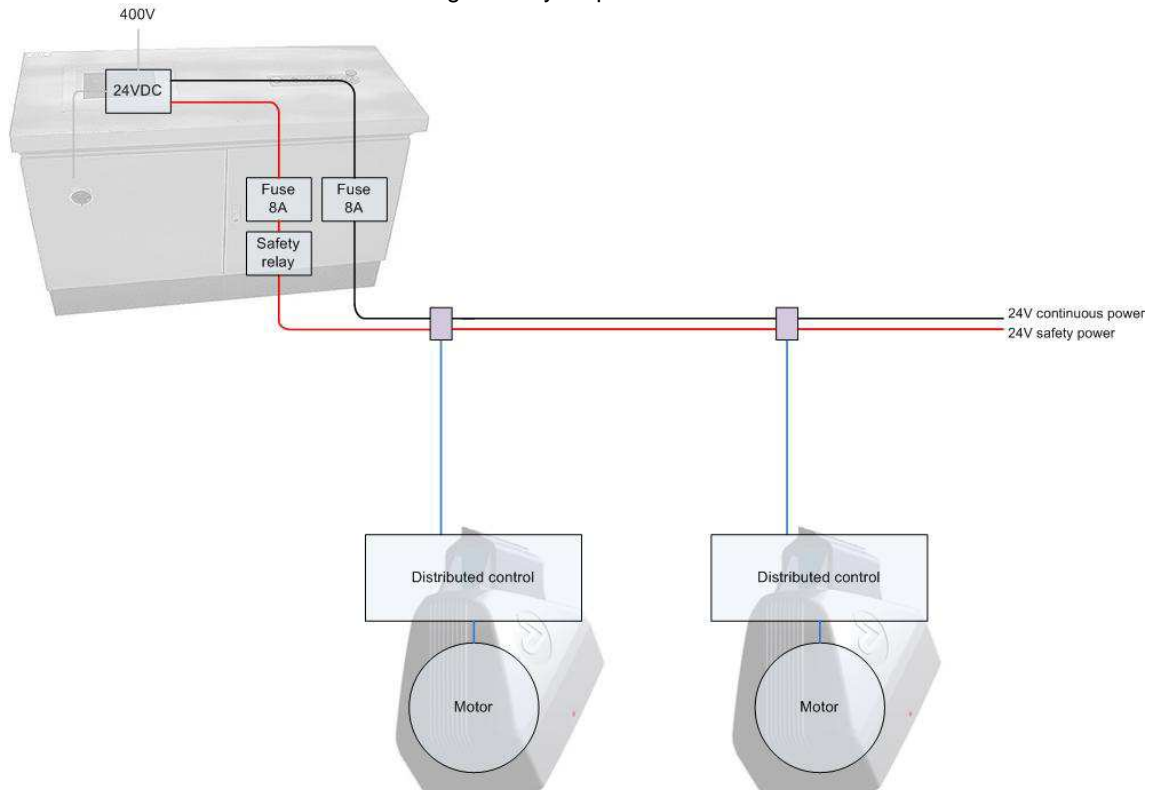 400V
24VDC
Fuse
8A
Fuse
8A
Safety
relay
24V continuous power
24V safety power
Distributed control
Distributed control
Motor
Motor